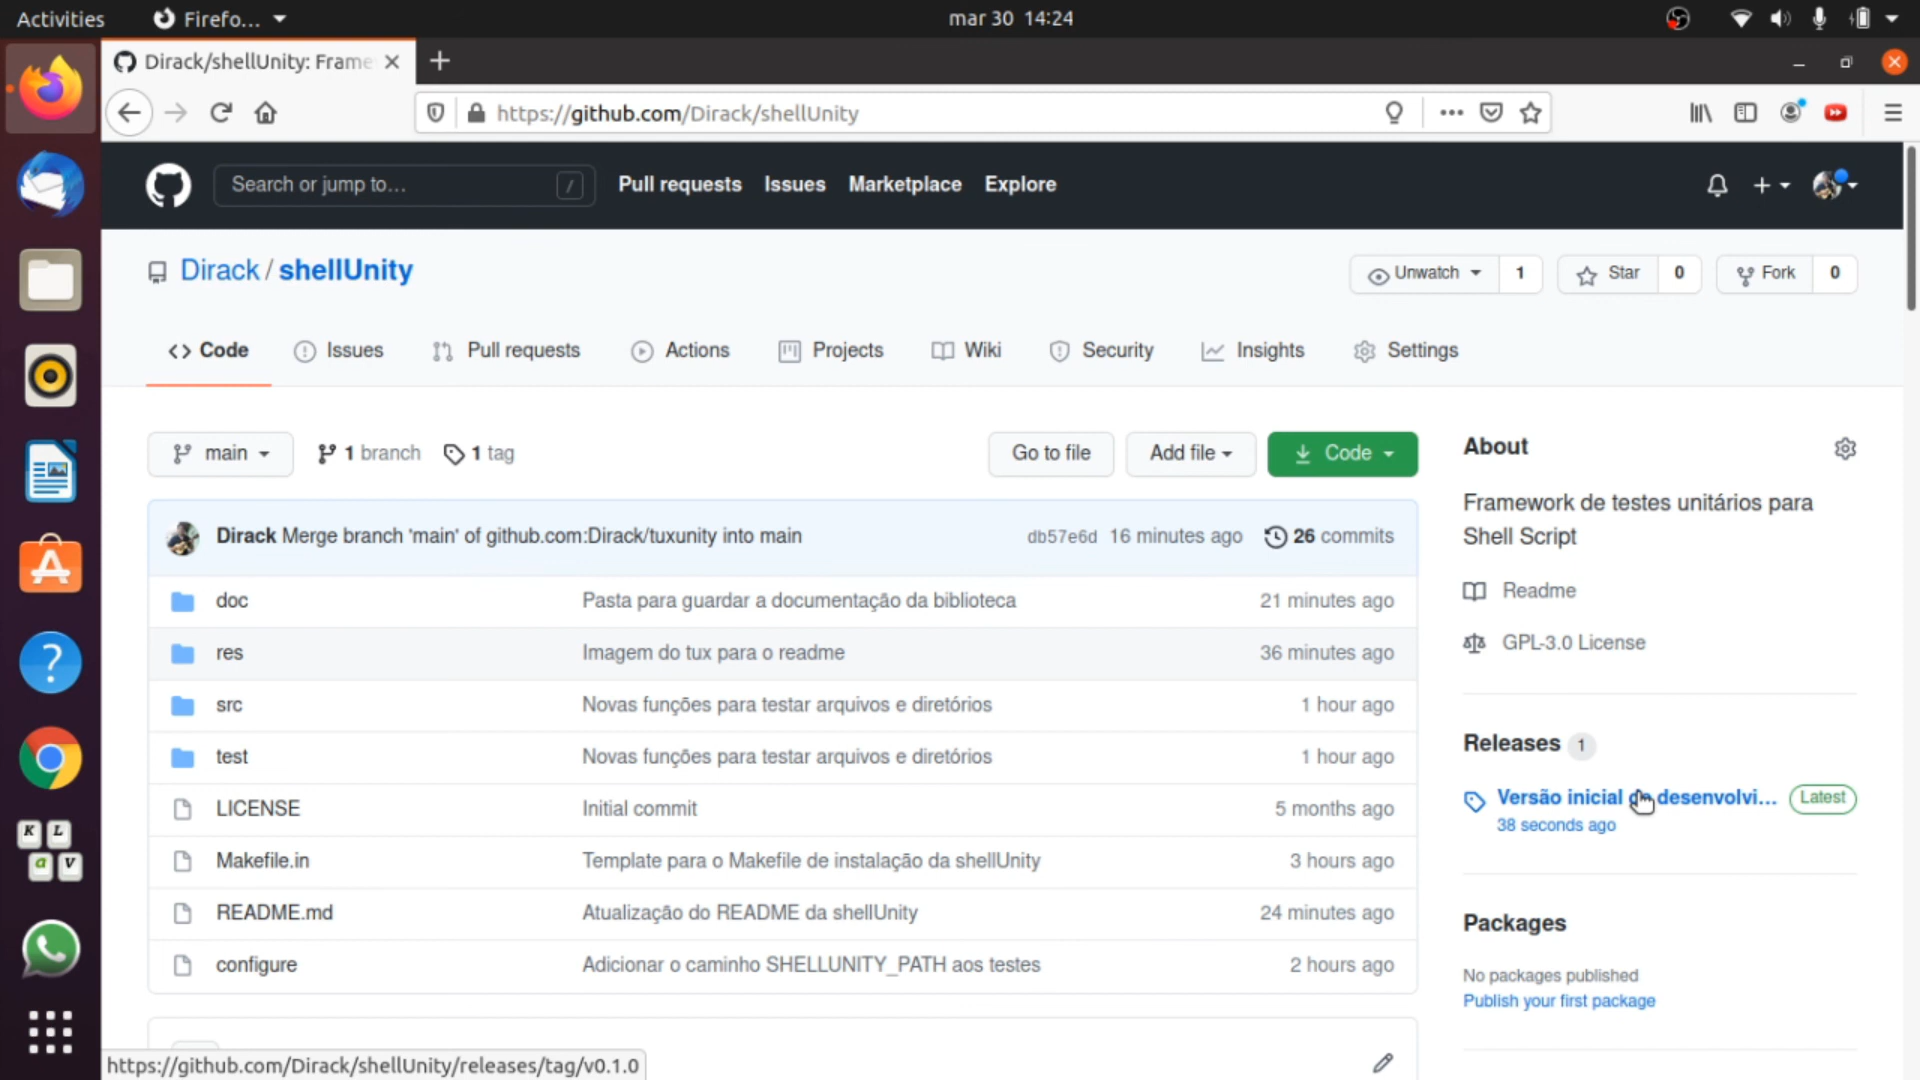 Activities Firefo... mar 30 14:24
Dirack/shellUnity: Frame
https://github.com/Dirack/shellUnity
Search or jump to... / Pull requests Issues Marketplace Explore
Dirack / shellUnity Unwatch 1 Star 0 Fork 0
Code Issues Pull requests Actions Projects Wiki Security Insights Settings
main 1 branch 1 tag Go to file Add file Code
Dirack Merge branch 'main' of github.com:Dirack/tuxunity into main db57e6d 16 minutes ago 26 commits
doc Pasta para guardar a documentação da biblioteca 21 minutes ago
res Imagem do tux para o readme 36 minutes ago
src Novas funções para testar arquivos e diretórios 1 hour ago
test Novas funções para testar arquivos e diretórios 1 hour ago
LICENSE Initial commit 5 months ago
Makefile.in Template para o Makefile de instalação da shellUnity 3 hours ago
README.md Atualização do README da shellUnity 24 minutes ago
configure Adicionar o caminho SHELLUNITY_PATH aos testes 2 hours ago
About
Framework de testes unitários para
Shell Script
Readme
GPL-3.0 License
Releases 1
Versão inicial desenvolvi... Latest
38 seconds ago
Packages
No packages published
Publish your first package
K L
a V
https://github.com/Dirack/shellUnity/releases/tag/v0.1.0